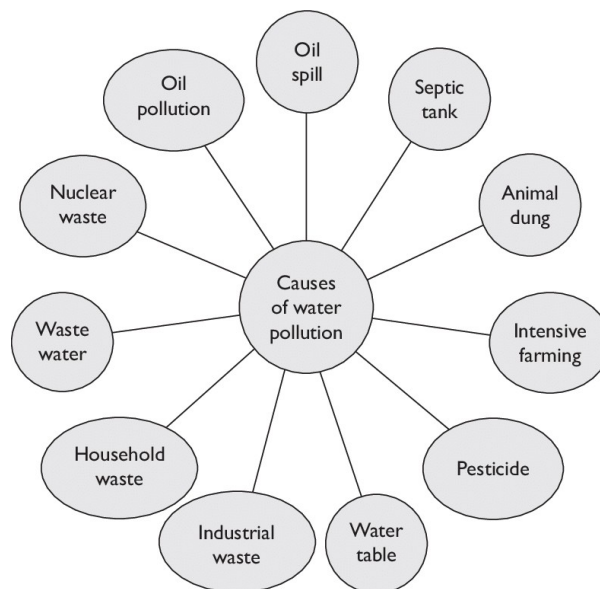 Oil
spill
Oil
pollution
Septic
tank
Nuclear
waste
Animal
dung
Causes
of water
pollution
Waste
water
Intensive
farming
Household
waste
Pesticide
Industrial
waste
Water
table